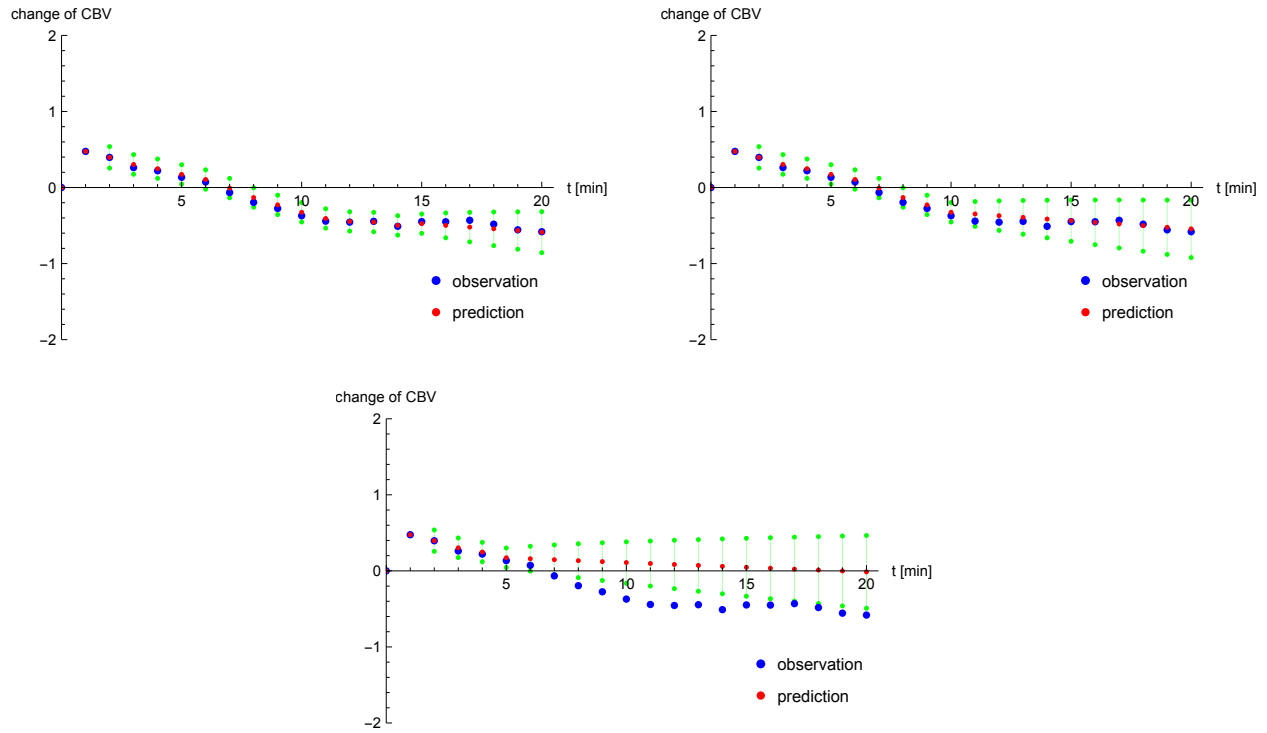 change of CBV
2
1
0
−1
−2
5
10
15
20
t [min]
observation
prediction
change of CBV
2
1
0
−1
−2
5
10
15
20
t [min]
observation
prediction
change of CBV
2
1
0
−1
−2
5
10
15
20
t [min]
observation
prediction